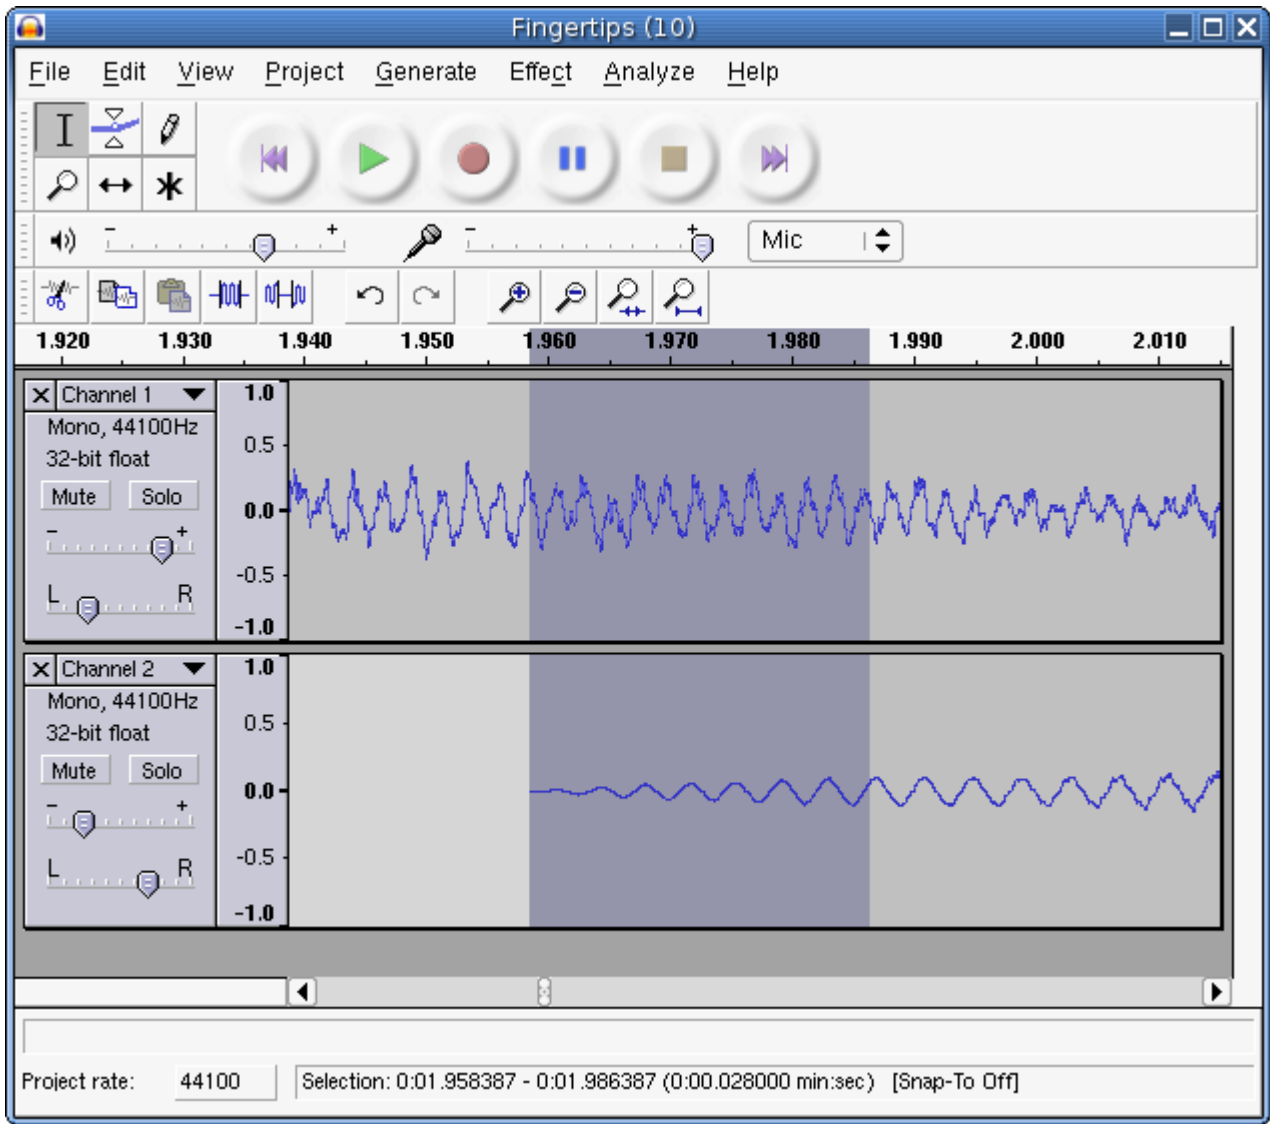 Fingertips (10)
File Edit View Project Generate Effect Analyze Help
- + - + Mic
1.920 1.930 1.940 1.950 1.960 1.970 1.980 1.990 2.000 2.010
Channel 1 1.0
Mono, 44100Hz
32-bit float 0.5
Mute Solo 0.0
- +
-0.5
L R
-1.0
Channel 2 1.0
Mono, 44100Hz
32-bit float 0.5
Mute Solo 0.0
- +
-0.5
L R
-1.0
Project rate: 44100 Selection: 0:01.958387 - 0:01.986387 (0:00.028000 min:sec) [Snap-To Off]